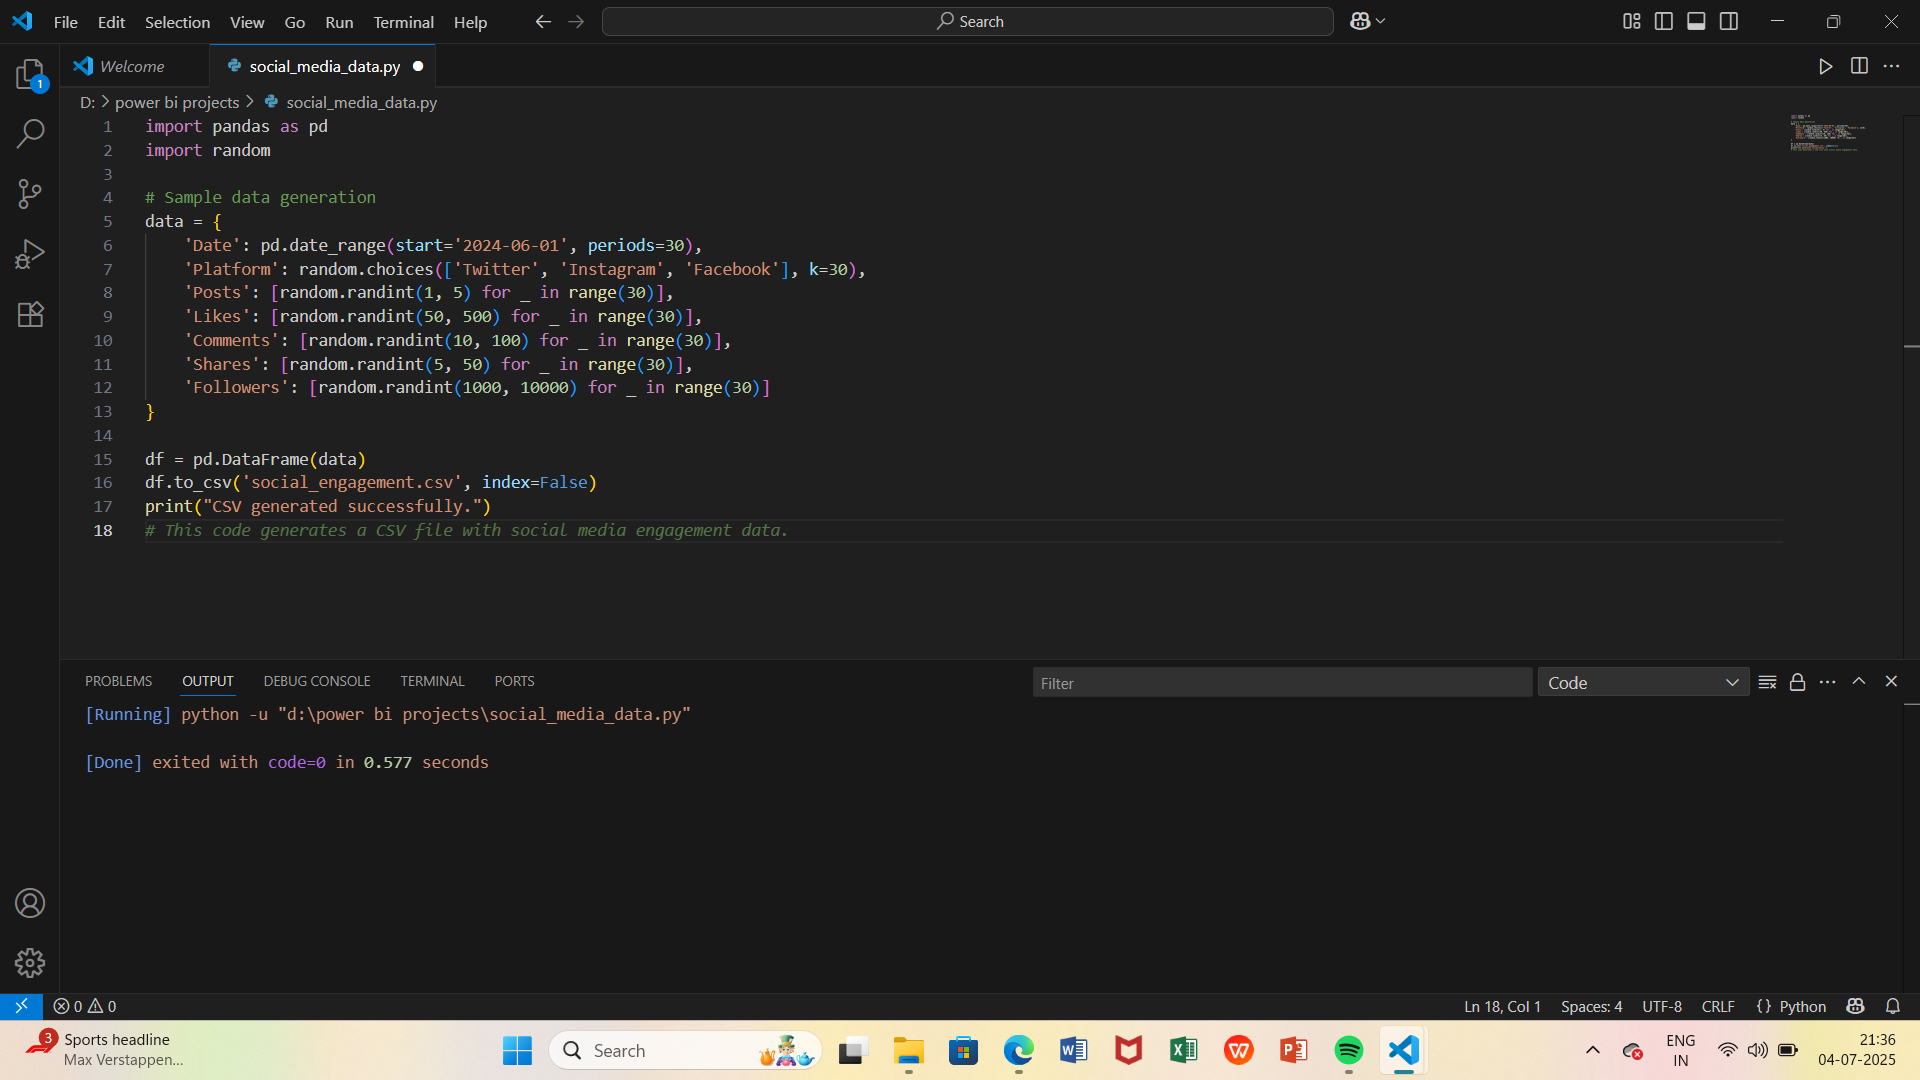 File Edit Selection View Go Run Terminal Help
Search
1
Welcome
social_media_data.py
D: > power bi projects > social_media_data.py
1 import pandas as pd
2 import random
3
4 # Sample data generation
5 data = {
6 'Date': pd.date_range(start='2024-06-01', periods=30),
7 'Platform': random.choices(['Twitter', 'Instagram', 'Facebook'], k=30),
8 'Posts': [random.randint(1, 5) for _ in range(30)],
9 'Likes': [random.randint(50, 500) for _ in range(30)],
10 'Comments': [random.randint(10, 100) for _ in range(30)],
11 'Shares': [random.randint(5, 50) for _ in range(30)],
12 'Followers': [random.randint(1000, 10000) for _ in range(30)]
13 }
14
15 df = pd.DataFrame(data)
16 df.to_csv('social_engagement.csv', index=False)
17 print("CSV generated successfully.")
18 # This code generates a CSV file with social media engagement data.
PROBLEMS OUTPUT DEBUG CONSOLE TERMINAL PORTS
Filter
Code
[Running] python -u "d:\power bi projects\social_media_data.py"
[Done] exited with code=0 in 0.577 seconds
0 0
Ln 18, Col 1 Spaces: 4 UTF-8 CRLF {} Python
3
Sports headline
Max Verstappen...
Search
ENG
IN
21:36
04-07-2025